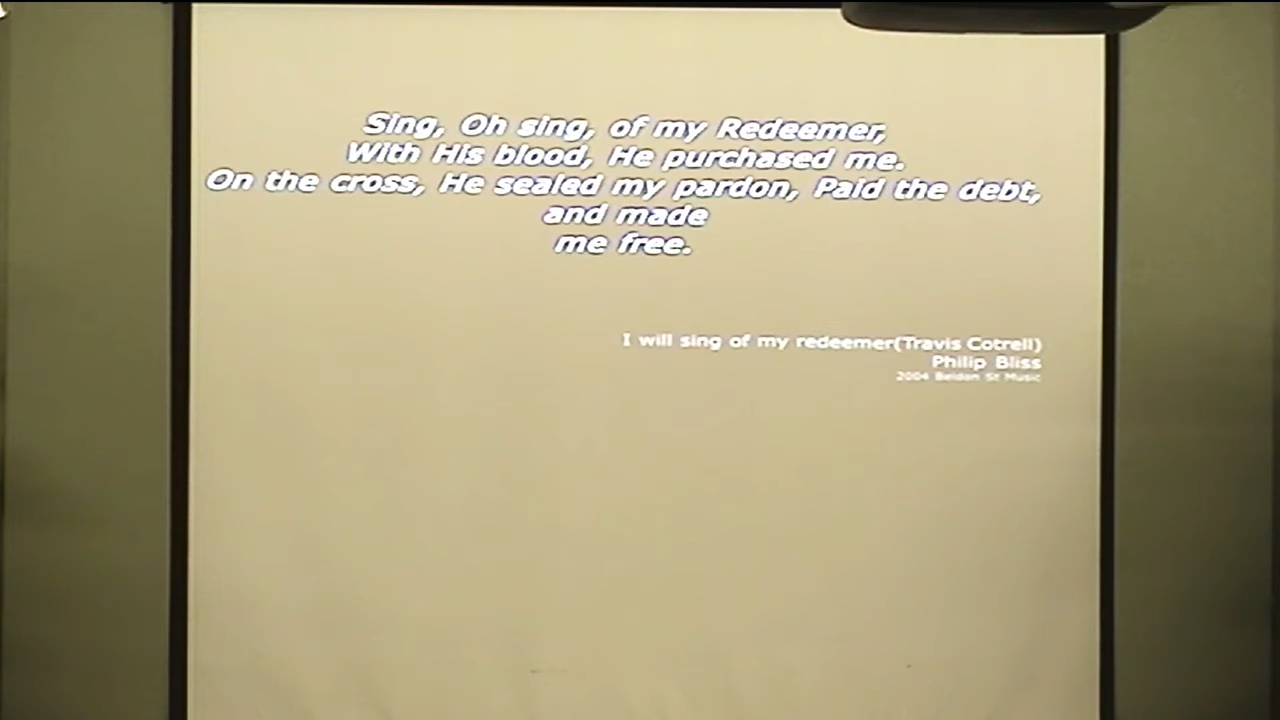 Sing, Oh sing, of my Redeemer,
With His blood, He purchased me.
On the cross, He sealed my pardon, Paid the debt,
and made
me free.
I will sing of my redeemer(Travis Cotrell)
Philip Bliss
2004 Beldon St Music